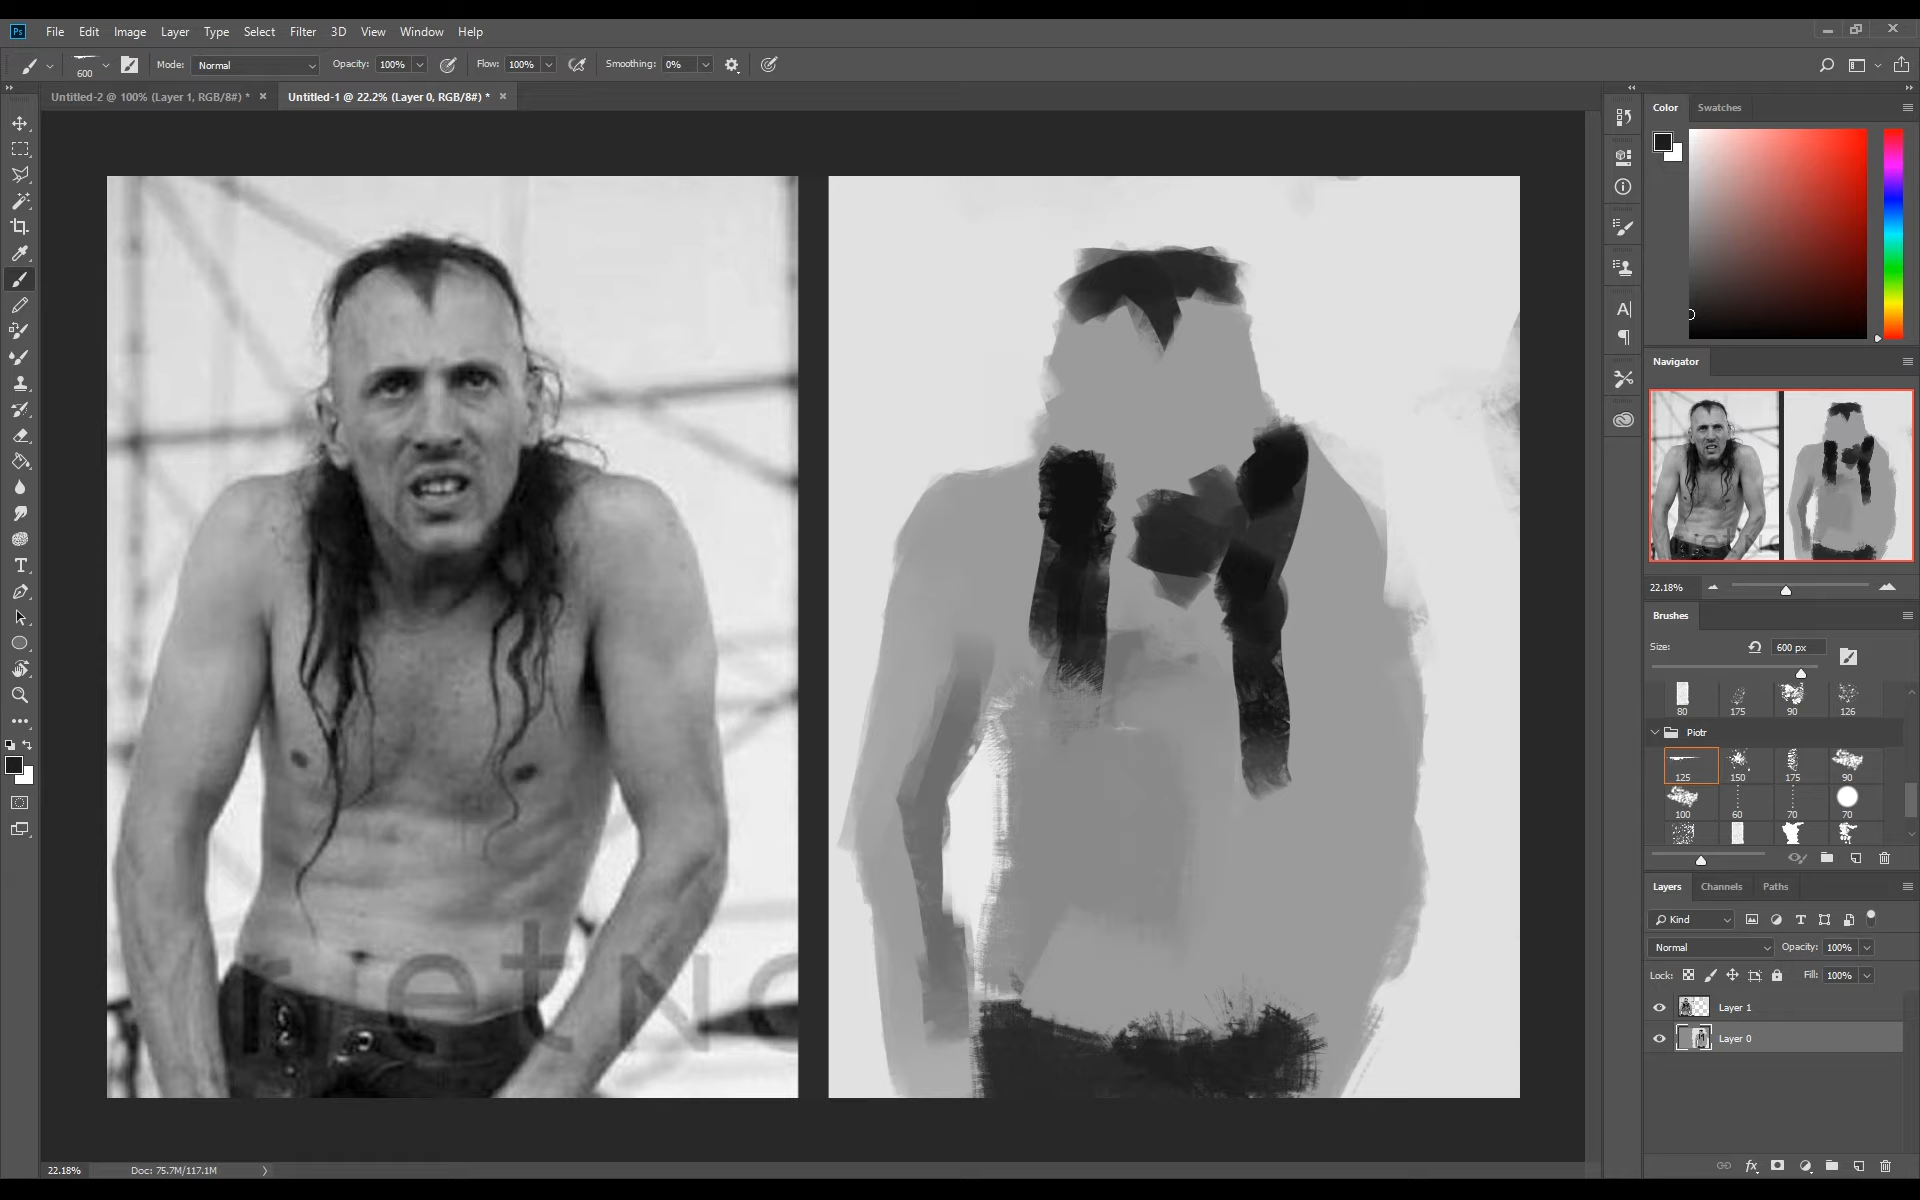 Ps File Edit Image Layer Type Select Filter 3D View Window Help
600 Mode: Normal Opacity: 100% Flow: 100% Smoothing: 0%
Untitled-2 @ 100% (Layer 1, RGB/8#) * × Untitled-1 @ 22.2% (Layer 0, RGB/8#) * ×
Color Swatches
Navigator
22.18%
Brushes
Size: 600 px
80 175 90 126
Piotr
125 150 175 90
100 60 70 70
Layers Channels Paths
Kind
Normal Opacity: 100%
Lock: Fill: 100%
Layer 1
Layer 0
rietNo
22.18% Doc: 75.7M/117.1M